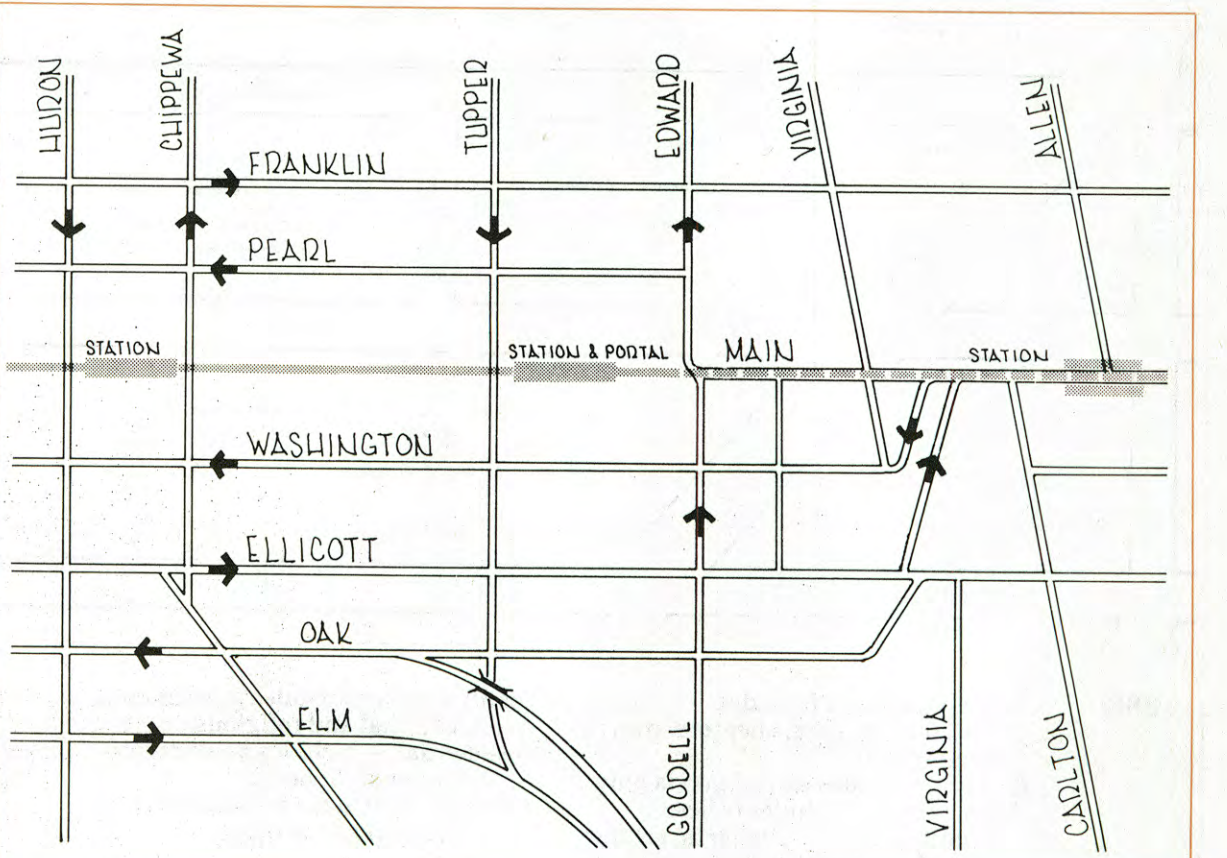 HURON
CHIPPEWA
TUPPER
EDWARD
VIRGINIA
ALLEN
FRANKLIN
PEARL
STATION
STATION & PORTAL
MAIN
STATION
WASHINGTON
ELLICOTT
OAK
ELM
GOODELL
VIRGINIA
CARLTON